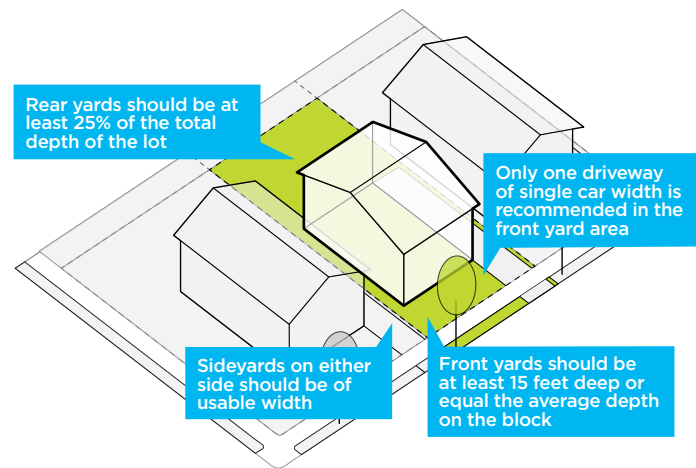 Rear yards should be at
least 25% of the total
depth of the lot
Only one driveway
of single car width is
recommended in the
front yard area
Sideyards on either
side should be of
usable width
Front yards should be
at least 15 feet deep or
equal the average depth
on the block